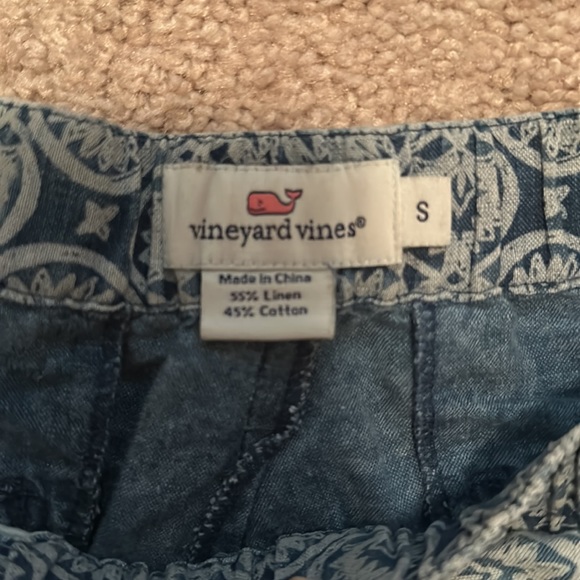 vineyard vines®
S
Made in China
55% Linen
45% Cotton